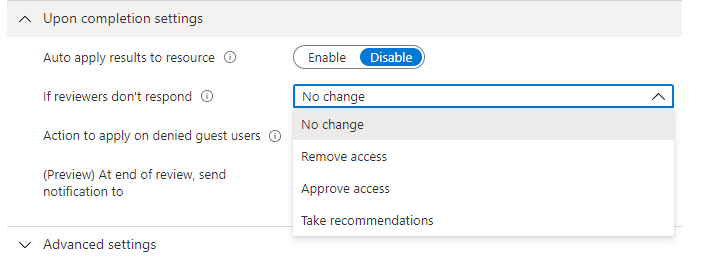 Upon completion settings
Auto apply results to resource
Enable
Disable
If reviewers don't respond
No change
No change
Action to apply on denied guest users
Remove access
(Preview) At end of review, send
notification to
Approve access
Take recommendations
Advanced settings